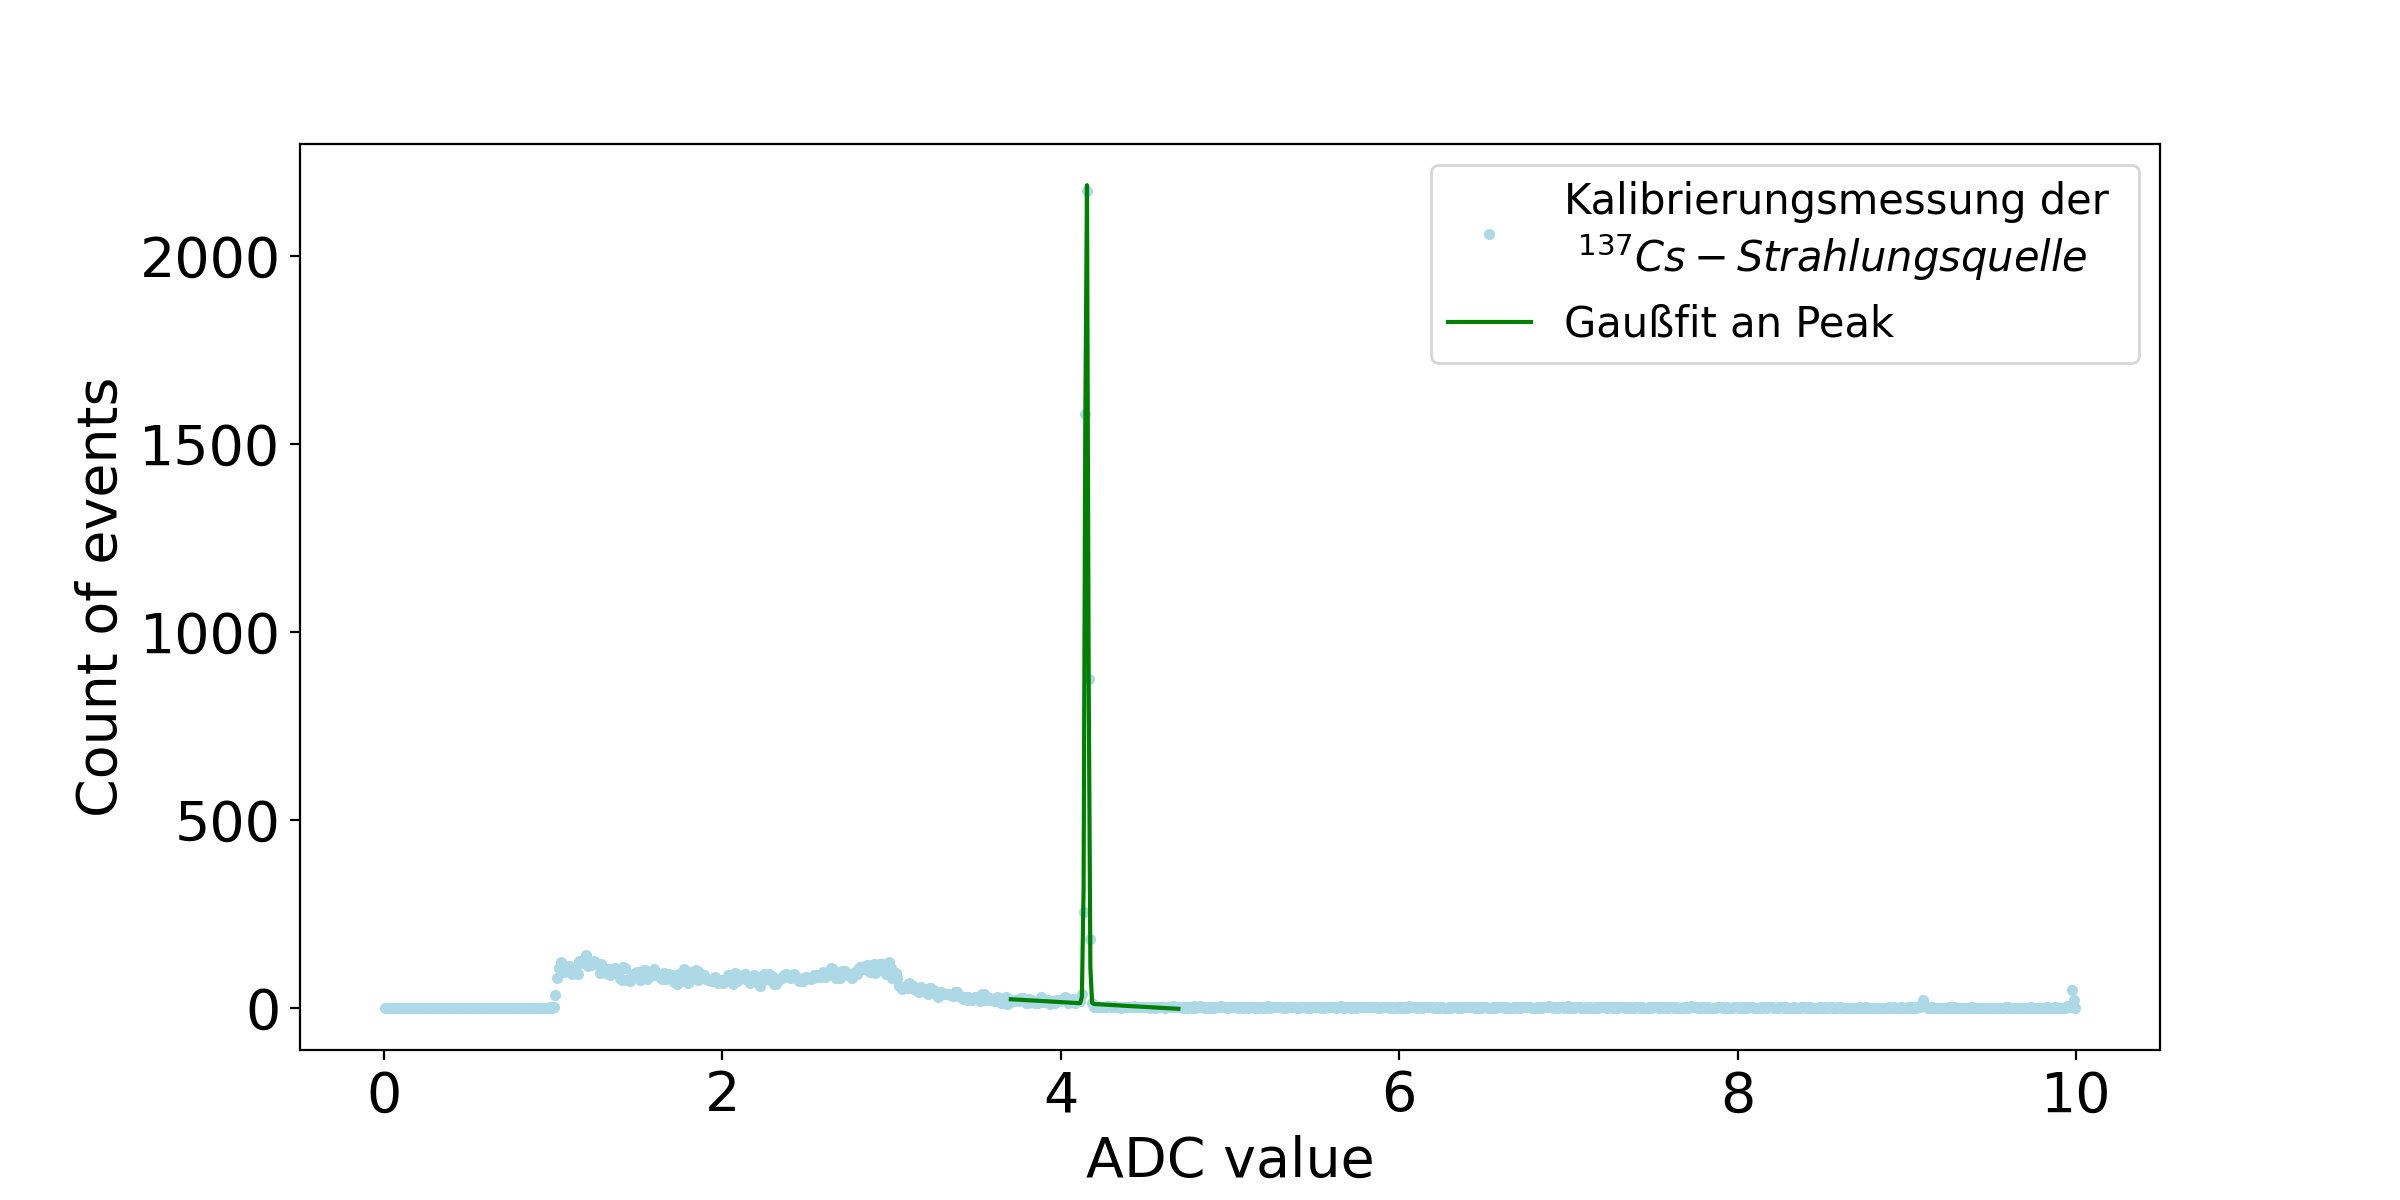 Kalibrierungsmessung der
¹³⁷Cs − Strahlungsquelle
Gaußfit an Peak
Count of events
2000
1500
1000
500
0
0 2 4 6 8 10
ADC value